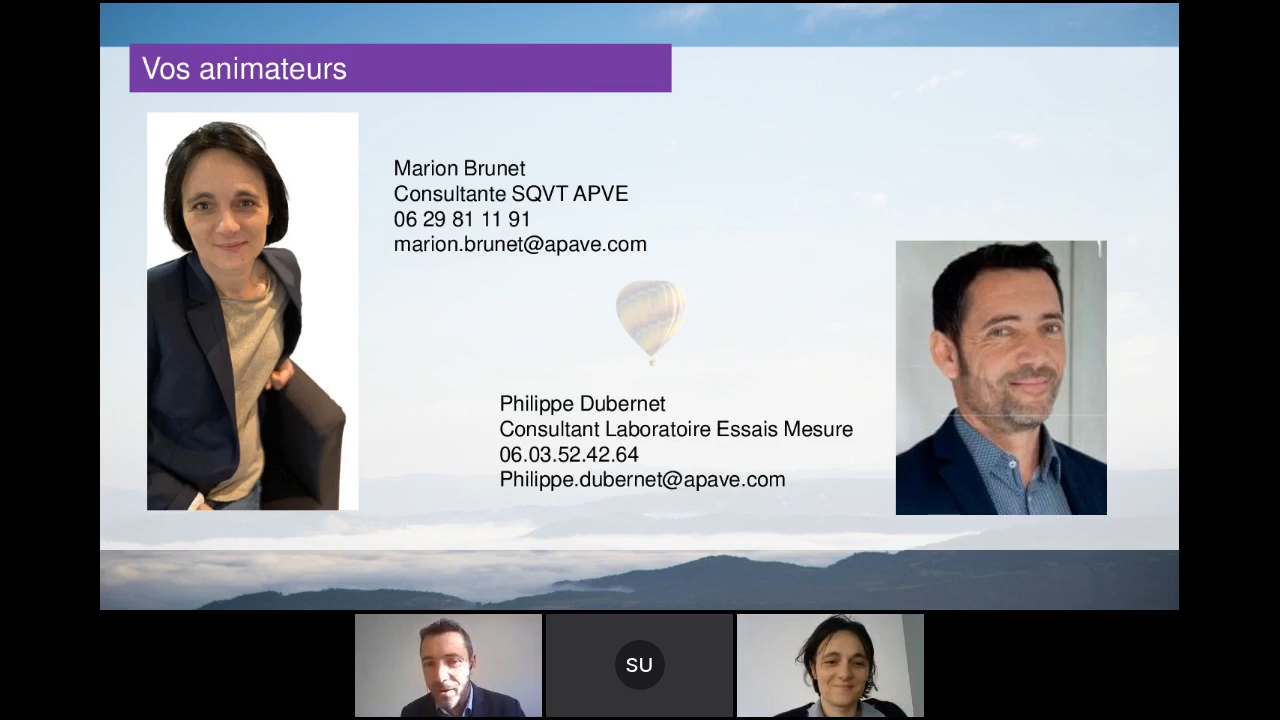 Vos animateurs
Marion Brunet
Consultante SQVT APVE
06 29 81 11 91
marion.brunet@apave.com
Philippe Dubernet
Consultant Laboratoire Essais Mesure
06.03.52.42.64
Philippe.dubernet@apave.com
SU